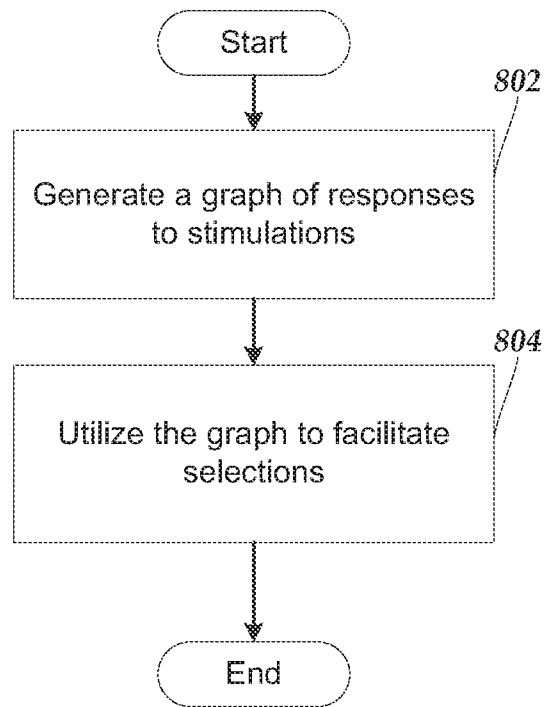 Start
802
Generate a graph of responses
to stimulations
804
Utilize the graph to facilitate
selections
End